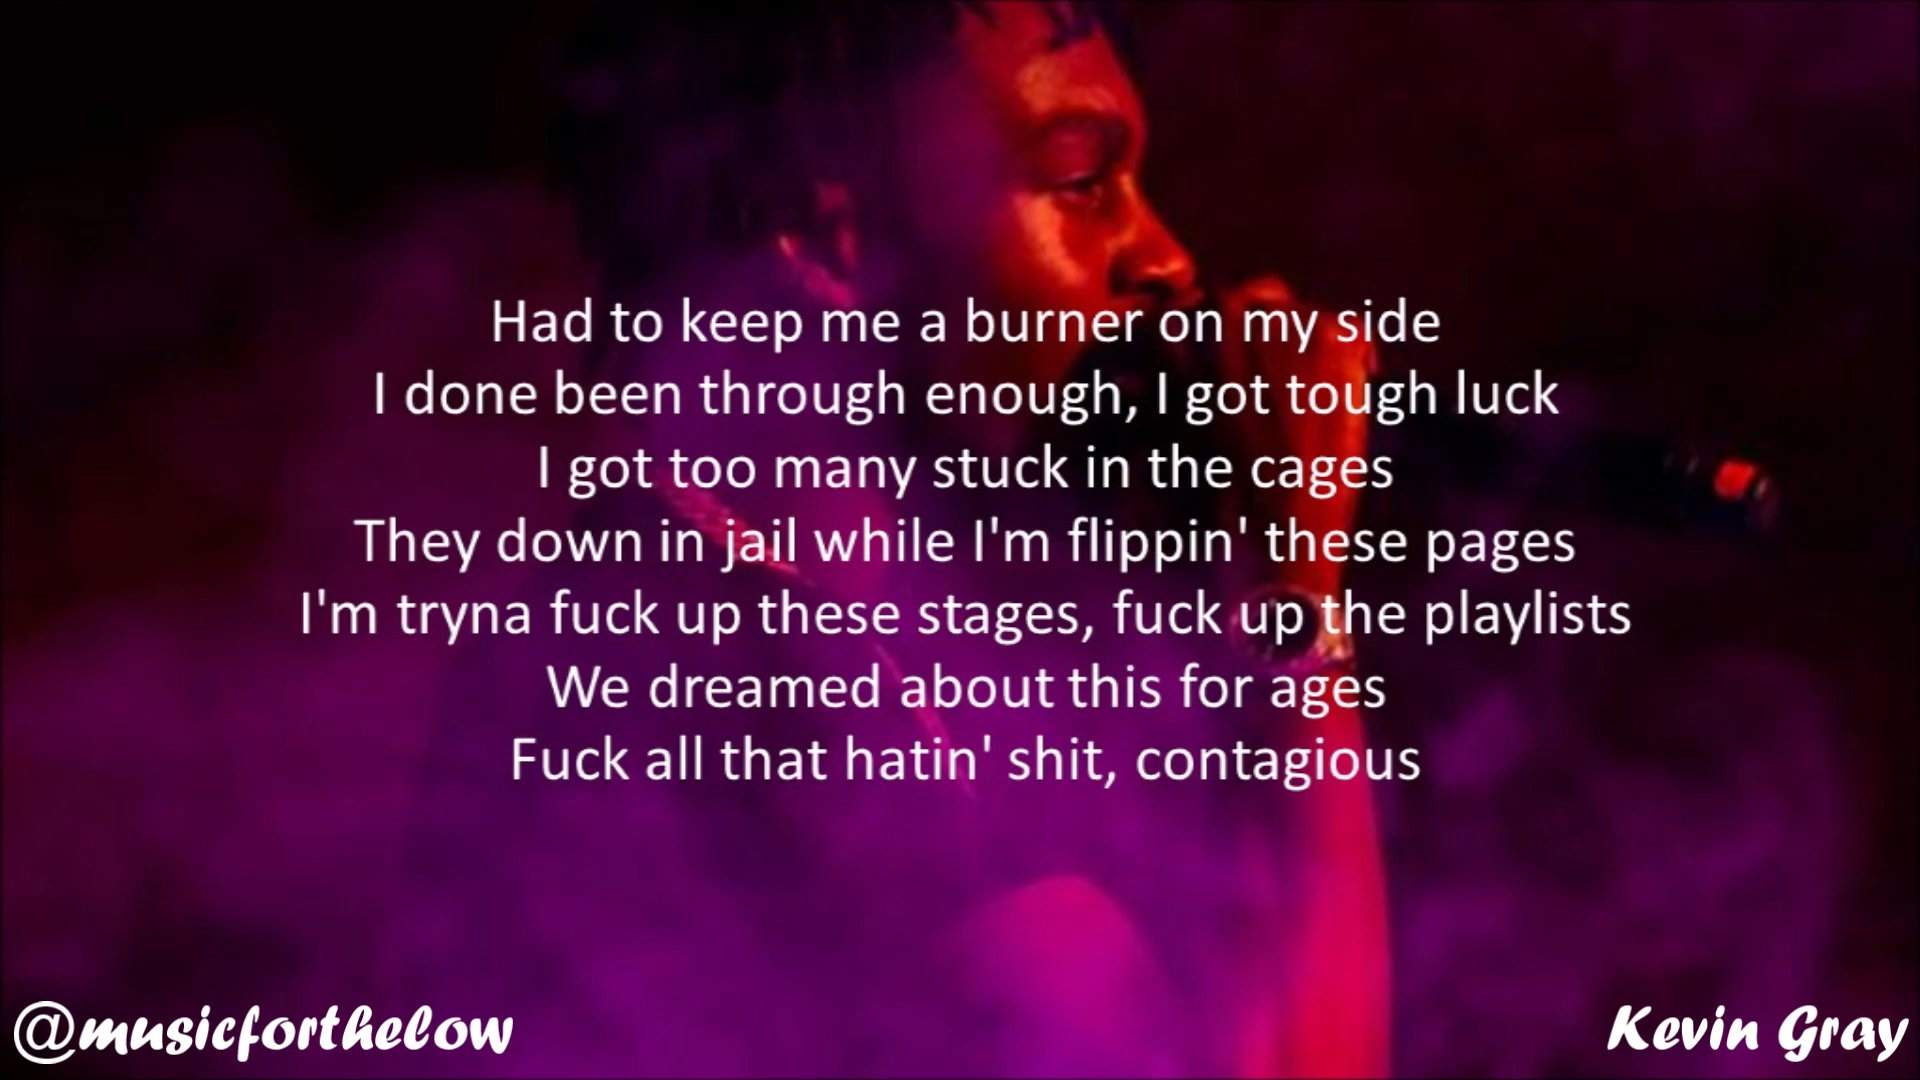 Had to keep me a burner on my side
I done been through enough, I got tough luck
I got too many stuck in the cages
They down in jail while I'm flippin' these pages
I'm tryna fuck up these stages, fuck up the playlists
We dreamed about this for ages
Fuck all that hatin' shit, contagious
@musicforthelow
Kevin Gray